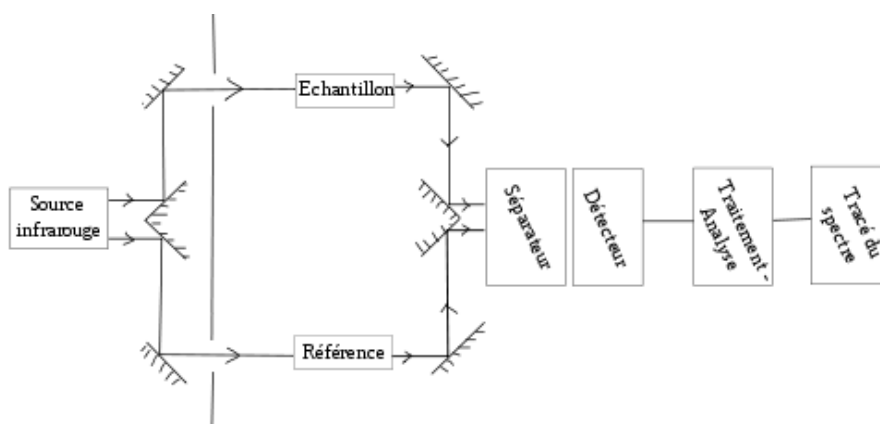 Echantillon
Source
infrarouge
Référence
Séparateur
Détecteur
Traitement -
Analyse
Tracé du
spectre